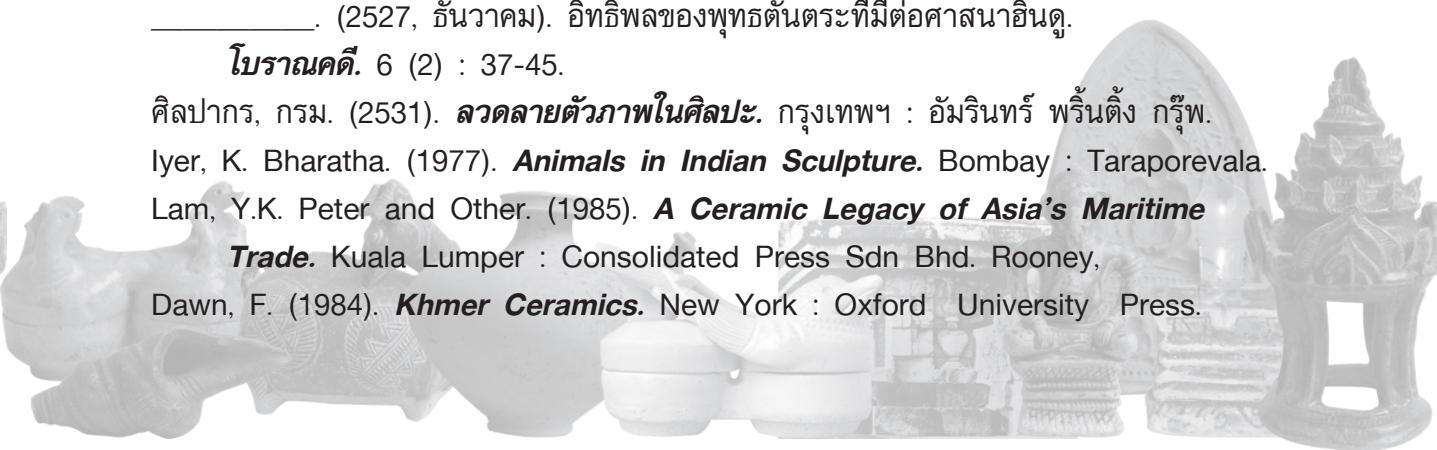 __________. (2527, ธันวาคม). อิทธิพลของพุทธตันตระที่มีต่อศาสนาฮินดู.
โบราณคดี. 6 (2) : 37-45.
ศิลปากร, กรม. (2531). ลวดลายตัวภาพในศิลปะ. กรุงเทพฯ : อัมรินทร์ พริ้นติ้ง กรุ๊พ.
Iyer, K. Bharatha. (1977). Animals in Indian Sculpture. Bombay : Taraporevala.
Lam, Y.K. Peter and Other. (1985). A Ceramic Legacy of Asia's Maritime
Trade. Kuala Lumper : Consolidated Press Sdn Bhd. Rooney,
Dawn, F. (1984). Khmer Ceramics. New York : Oxford University Press.